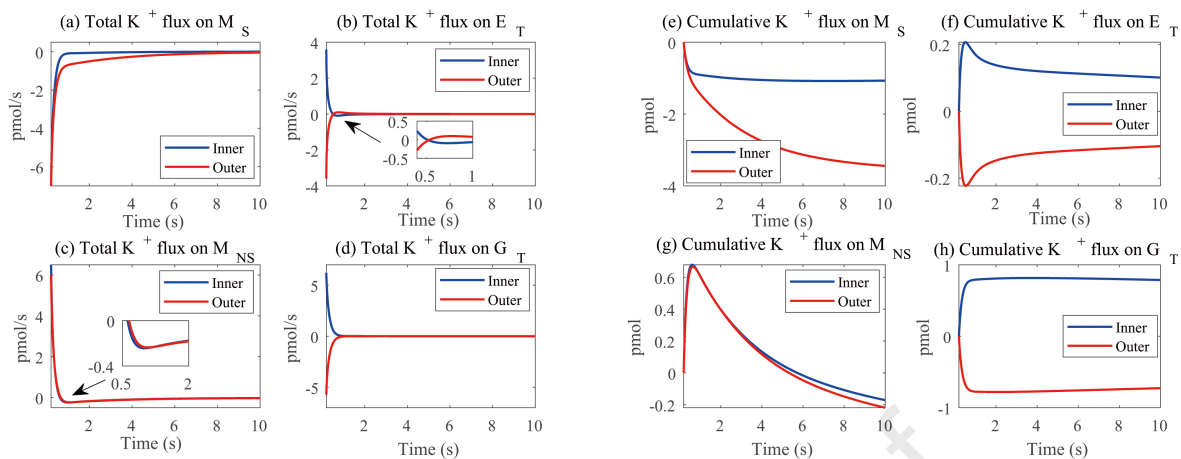 (a) Total K + flux on M S
0
-2
-4
-6
pmol/s
Inner
Outer
2 4 6 8 10
Time (s)
(b) Total K + flux on E T
4
2
0
-2
-4
Inner
Outer
0.5
0
-0.5
0.5 1
2 4 6 8 10
Time (s)
(c) Total K + flux on M NS
6
4
2
0
pmol/s
Inner
Outer
0
-0.4
0.5 2
2 4 6 8 10
Time (s)
(d) Total K + flux on G T
5
0
-5
pmol/s
Inner
Outer
2 4 6 8 10
Time (s)
(e) Cumulative K + flux on M S
0
-2
-4
pmol
Inner
Outer
2 4 6 8 10
Time (s)
(f) Cumulative K + flux on E T
0.2
0
-0.2
Inner
Outer
2 4 6 8 10
Time (s)
(g) Cumulative K + flux on M NS
0.6
0.4
0.2
0
-0.2
pmol
Inner
Outer
2 4 6 8 10
Time (s)
(h) Cumulative K + flux on G T
1
0
-1
pmol
Inner
Outer
2 4 6 8 10
Time (s)
f